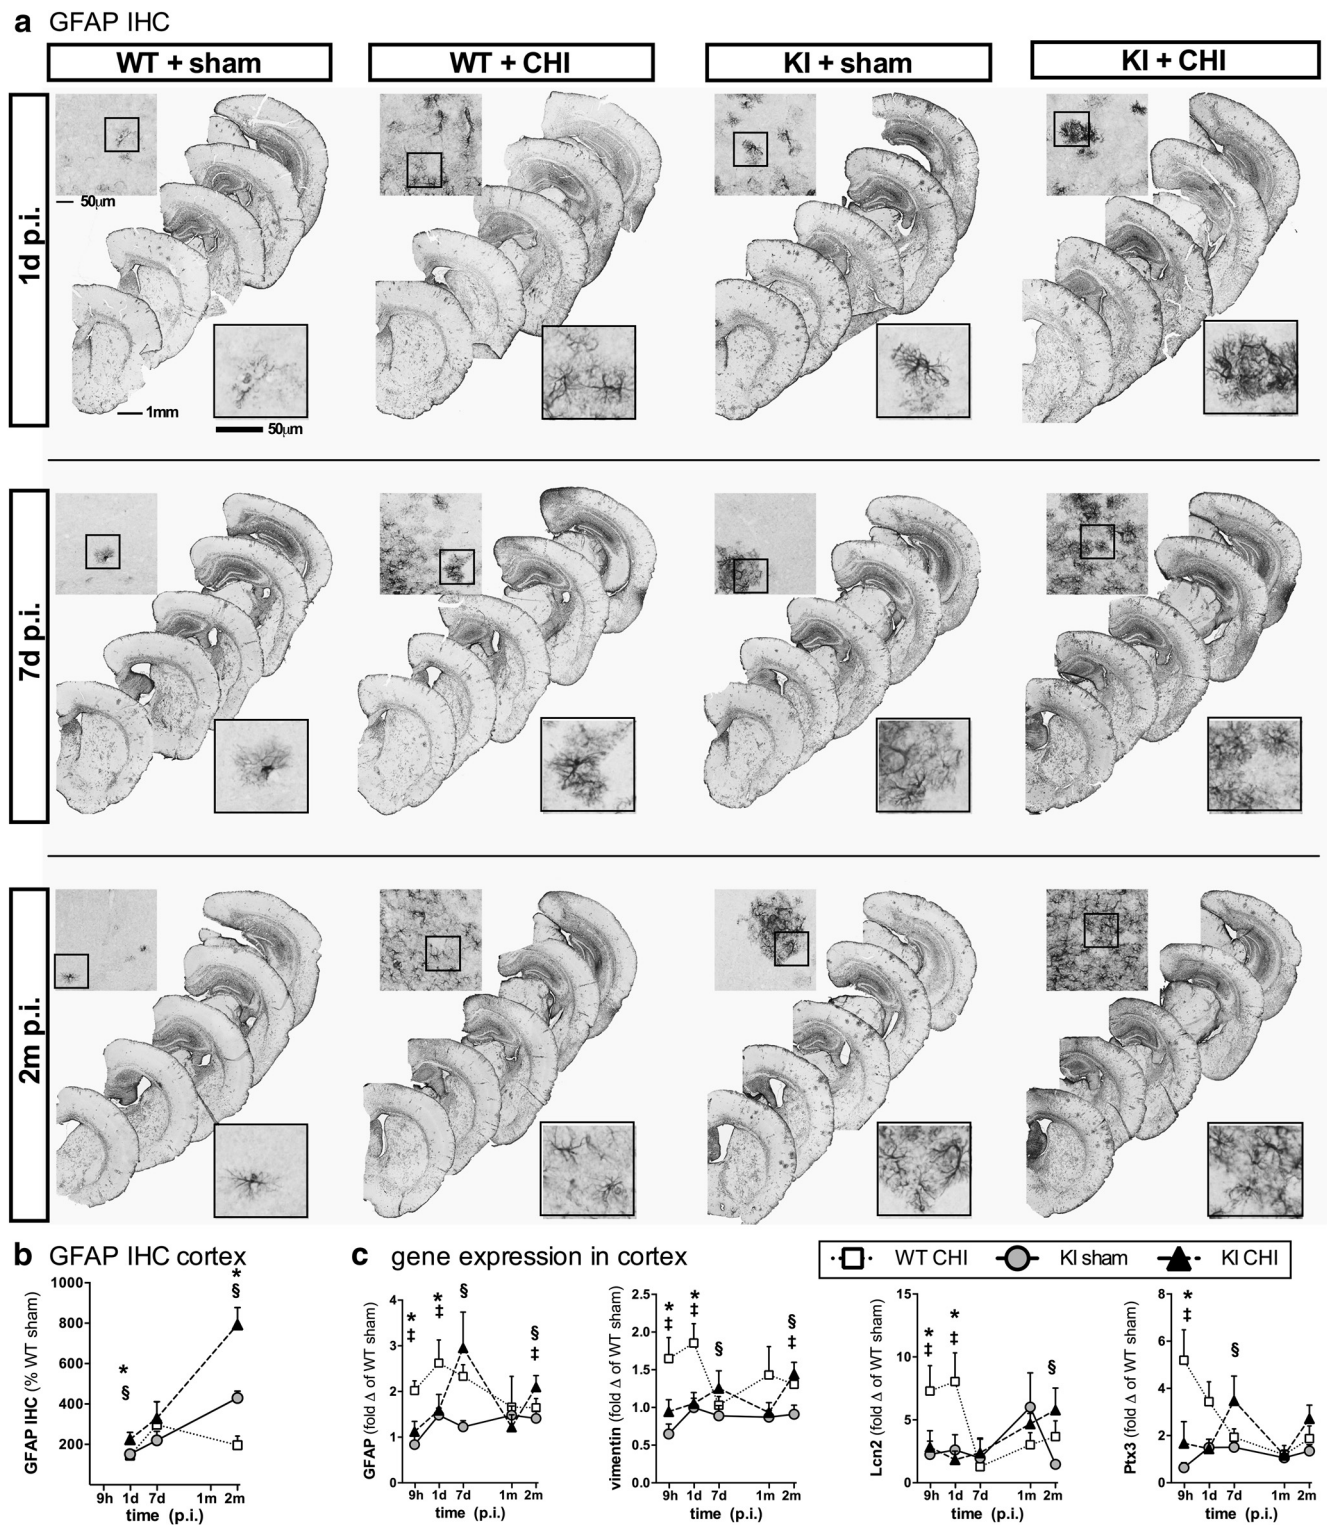 a GFAP IHC
WT + sham
WT + CHI
KI + sham
KI + CHI
1d p.i.
50µm
1mm
50µm
7d p.i.
2m p.i.
b GFAP IHC cortex
c gene expression in cortex
WT CHI
KI sham
KI CHI
GFAP IHC (% WT sham)
1000
800
600
400
200
*
§
*
§
9h 1d 7d 1m 2m
time (p.i.)
GFAP (fold Δ of WT sham)
4
3
2
1
0
*
‡
*
‡
§
§
‡
9h 1d 7d 1m 2m
time (p.i.)
vimentin (fold Δ of WT sham)
2.5
2.0
1.5
1.0
0.5
0.0
*
‡
*
‡
§
§
‡
9h 1d 7d 1m 2m
time (p.i.)
Lcn2 (fold Δ of WT sham)
15
10
5
0
*
‡
*
‡
§
9h 1d 7d 1m 2m
time (p.i.)
Ptx3 (fold Δ of WT sham)
8
6
4
2
0
*
‡
§
9h 1d 7d 1m 2m
time (p.i.)